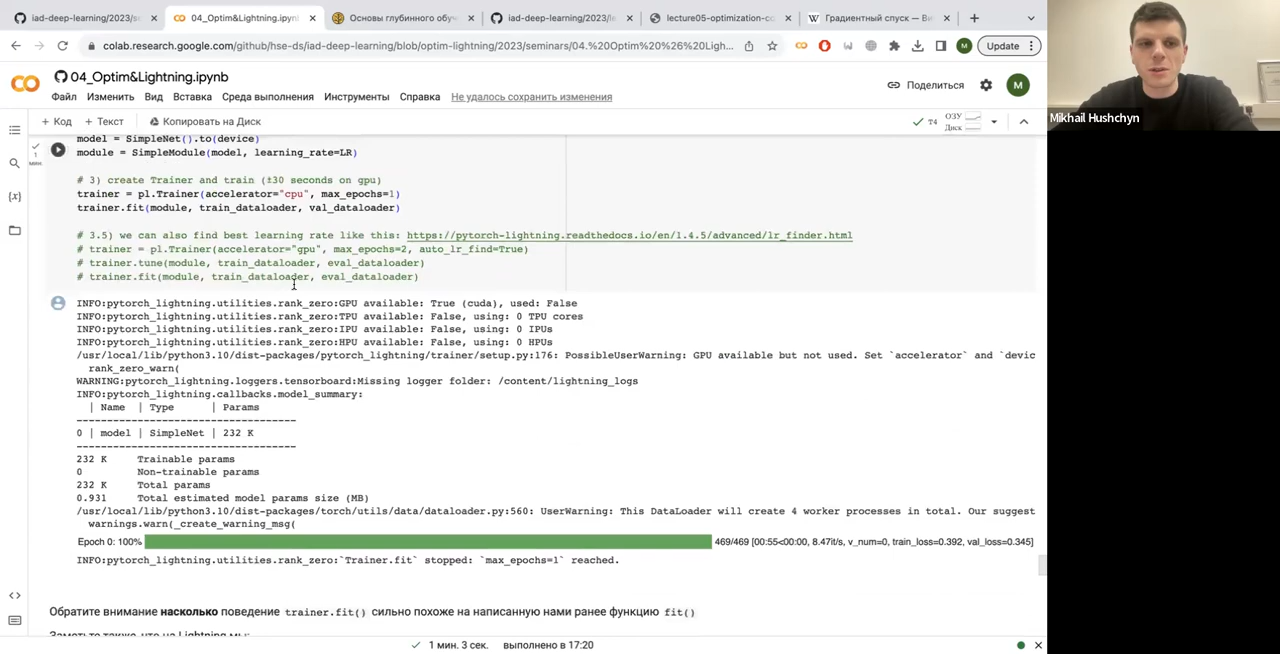 iad-deep-learning/2023/se
04_Optim&Lightning.ipynb
Основы глубинного обуч
iad-deep-learning/2023/le
lecture05-optimization-co
Градиентный спуск — Ви
colab.research.google.com/github/hse-ds/iad-deep-learning/blob/optim-lightning/2023/seminars/04.%20Optim%20%26%20Ligh...
M
Update
04_Optim&Lightning.ipynb
Поделиться
M
Файл Изменить Вид Вставка Среда выполнения Инструменты Справка Не удалось сохранить изменения
+ Код + Текст Копировать на Диск
T4 ОЗУ
Диск
model = SimpleNet().to(device)
module = SimpleModule(model, learning_rate=LR)
1
мин.
# 3) create Trainer and train (±30 seconds on gpu)
trainer = pl.Trainer(accelerator="cpu", max_epochs=1)
trainer.fit(module, train_dataloader, val_dataloader)
# 3.5) we can also find best learning rate like this: https://pytorch-lightning.readthedocs.io/en/1.4.5/advanced/lr_finder.html
# trainer = pl.Trainer(accelerator="gpu", max_epochs=2, auto_lr_find=True)
# trainer.tune(module, train_dataloader, eval_dataloader)
# trainer.fit(module, train_dataloader, eval_dataloader)
INFO:pytorch_lightning.utilities.rank_zero:GPU available: True (cuda), used: False
INFO:pytorch_lightning.utilities.rank_zero:TPU available: False, using: 0 TPU cores
INFO:pytorch_lightning.utilities.rank_zero:IPU available: False, using: 0 IPUs
INFO:pytorch_lightning.utilities.rank_zero:HPU available: False, using: 0 HPUs
/usr/local/lib/python3.10/dist-packages/pytorch_lightning/trainer/setup.py:176: PossibleUserWarning: GPU available but not used. Set `accelerator` and `devic
rank_zero_warn(
WARNING:pytorch_lightning.loggers.tensorboard:Missing logger folder: /content/lightning_logs
INFO:pytorch_lightning.callbacks.model_summary:
| Name | Type | Params
-------------------------------------
0 | model | SimpleNet | 232 K
-------------------------------------
232 K Trainable params
0 Non-trainable params
232 K Total params
0.931 Total estimated model params size (MB)
/usr/local/lib/python3.10/dist-packages/torch/utils/data/dataloader.py:560: UserWarning: This DataLoader will create 4 worker processes in total. Our suggest
warnings.warn(_create_warning_msg(
Epoch 0: 100% 469/469 [00:55<00:00, 8.47it/s, v_num=0, train_loss=0.392, val_loss=0.345]
INFO:pytorch_lightning.utilities.rank_zero:`Trainer.fit` stopped: `max_epochs=1` reached.
Обратите внимание насколько поведение trainer.fit() сильно похоже на написанную нами ранее функцию fit()
Заметьте также, что на Lightning мы:
1 мин. 3 сек. выполнено в 17:20
Mikhail Hushchyn